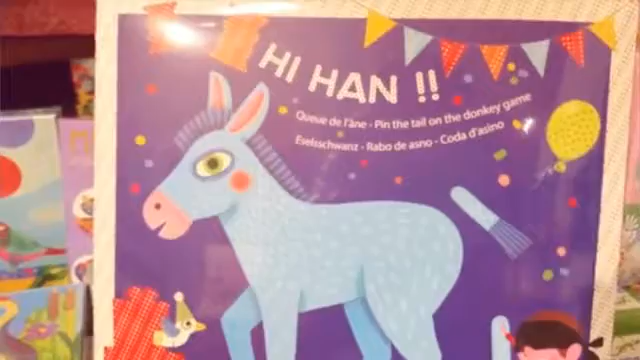 HI HAN !!
Queue de l'âne - Pin the tail on the donkey game
Eselsschwanz - Rabo de asno - Coda d'asino